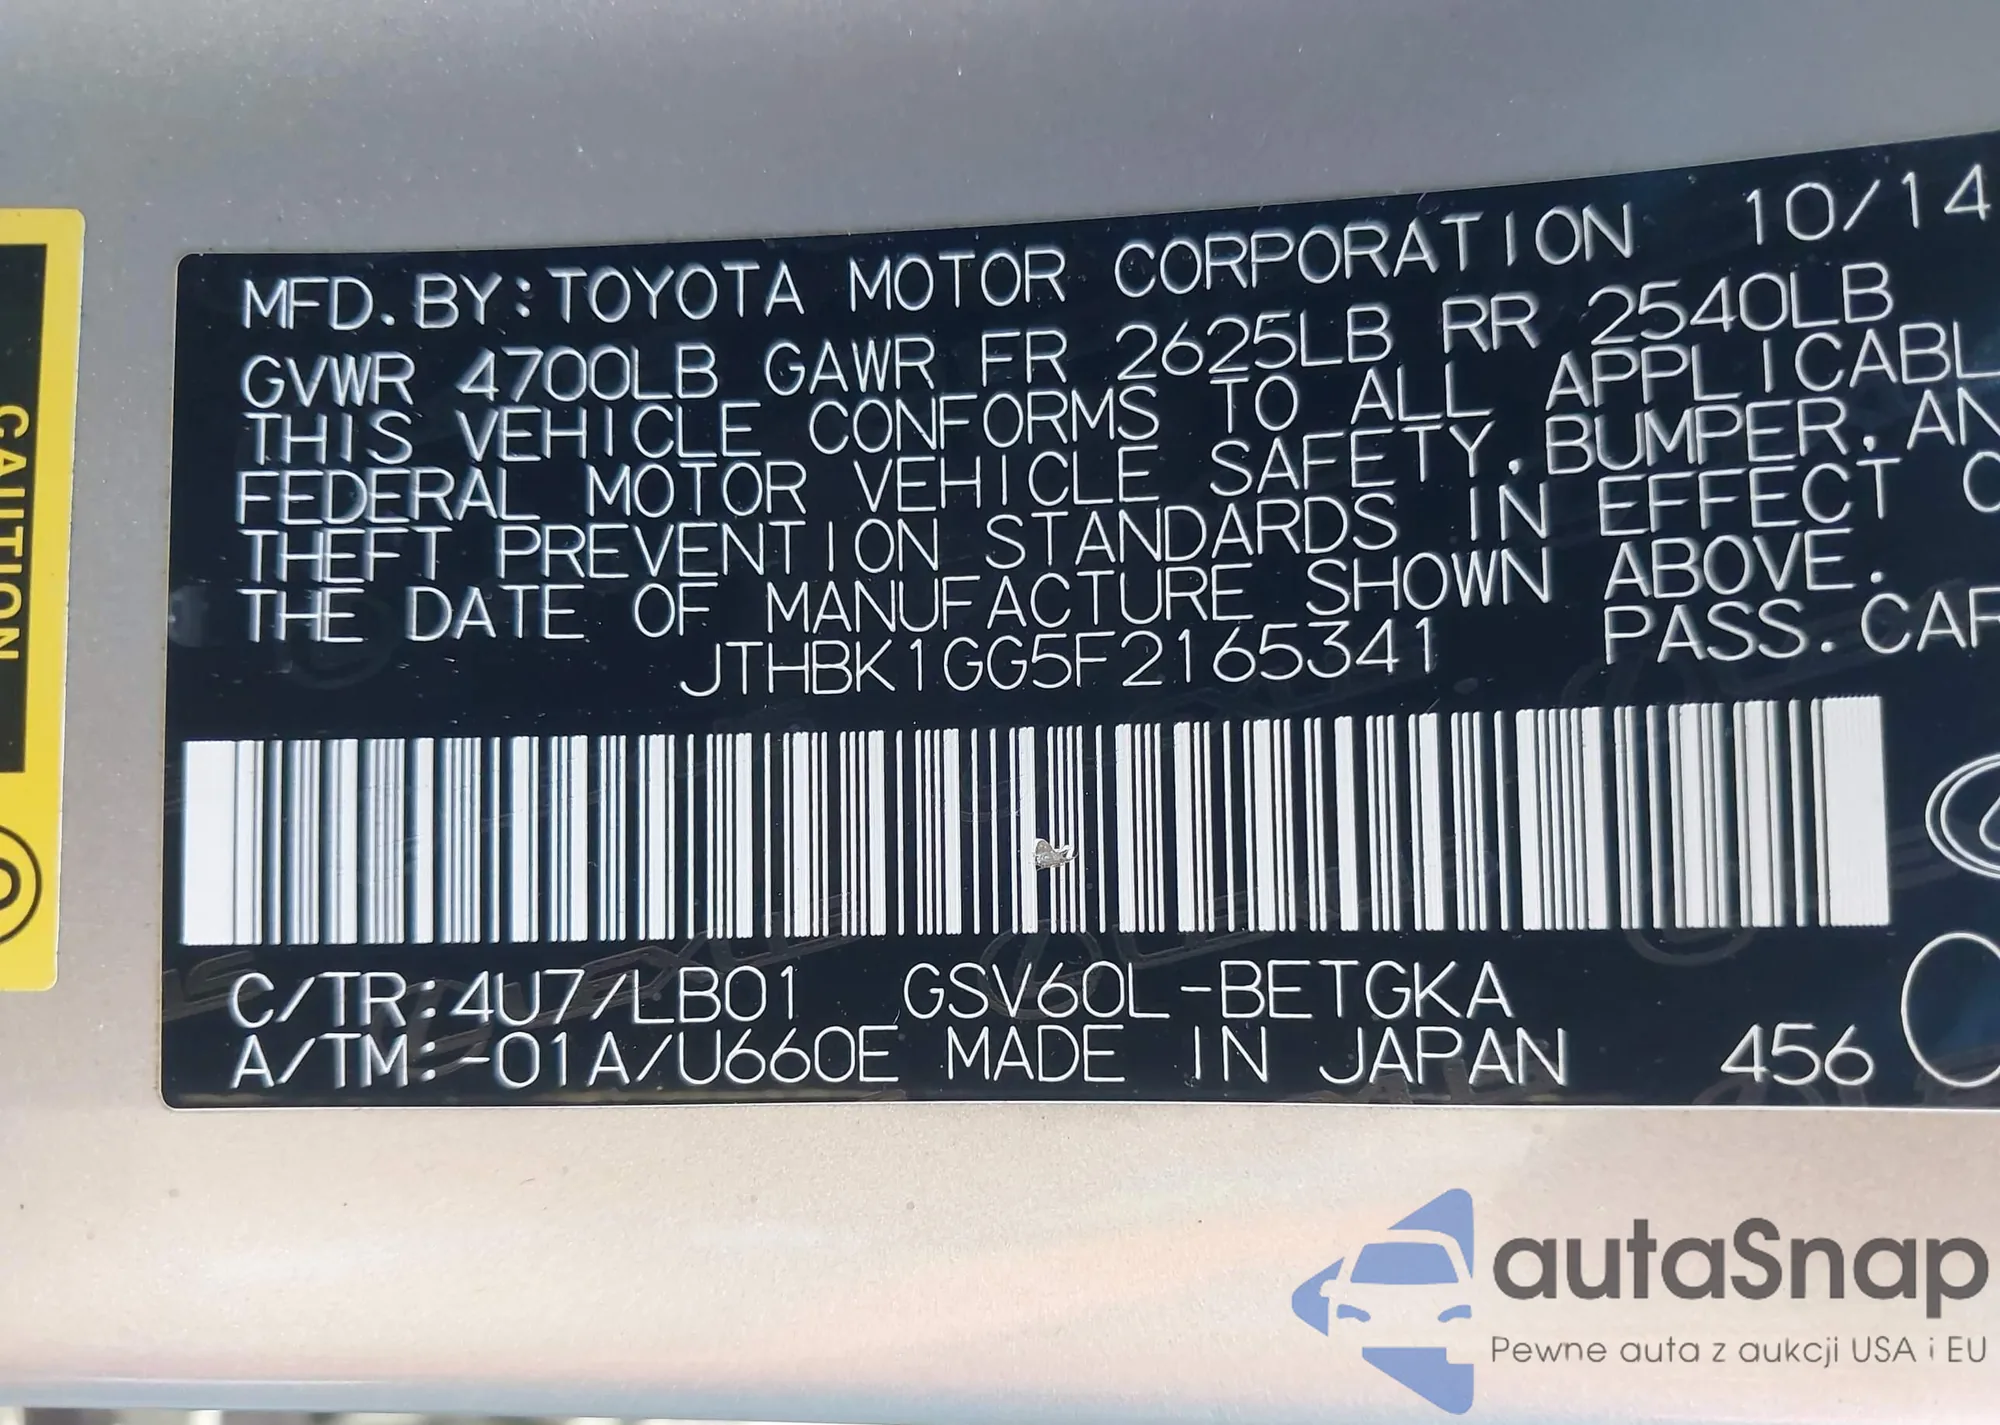 CAUTION
MFD. BY: TOYOTA MOTOR CORPORATION 10/14
GVWR 4700LB GAWR FR 2625LB RR 2540LB
THIS VEHICLE CONFORMS TO ALL APPLICABL
FEDERAL MOTOR VEHICLE SAFETY, BUMPER, AN
THEFT PREVENTION STANDARDS IN EFFECT O
THE DATE OF MANUFACTURE SHOWN ABOVE.
JTHBK1GG5F2165341 PASS. CAR
C/TR:4U7/LB01 GSV60L-BETGKA
A/TM:-01A/U660E MADE IN JAPAN 456
autaSnap
Pewne auta z aukcji USA i EU